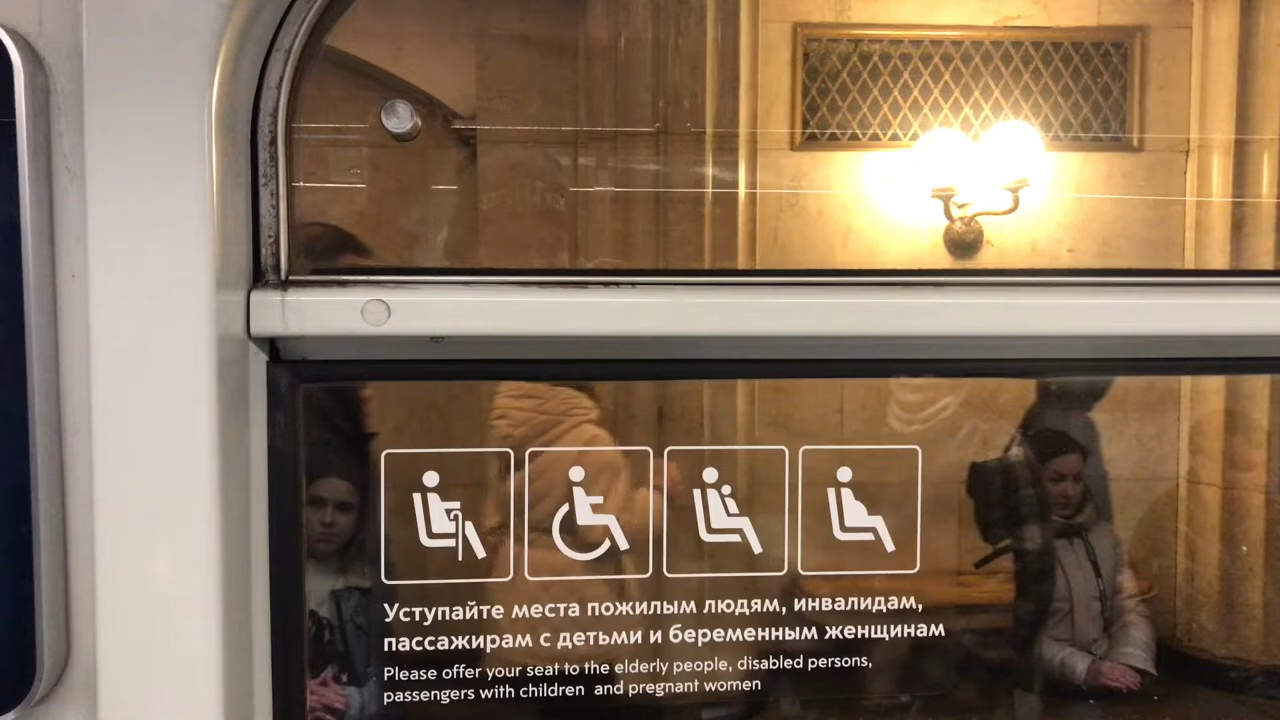 Уступайте места пожилым людям, инвалидам,
пассажирам с детьми и беременным женщинам
Please offer your seat to the elderly people, disabled persons,
passengers with children  and pregnant women